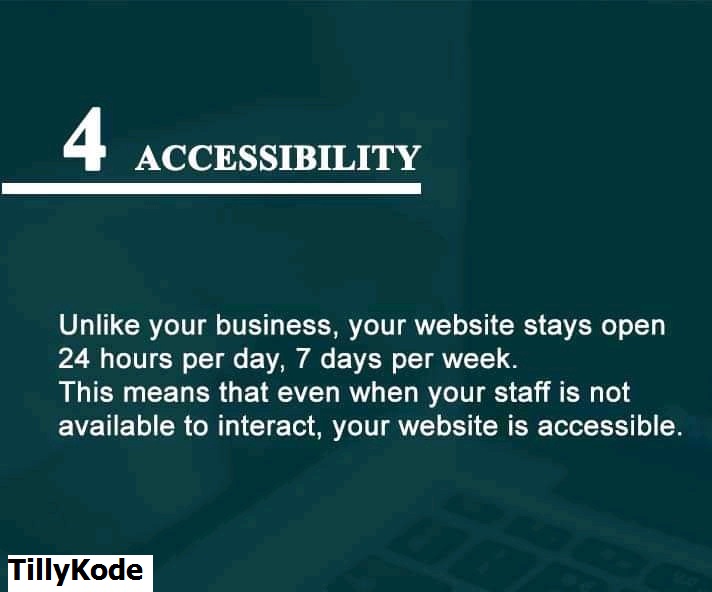 4 ACCESSIBILITY
Unlike your business, your website stays open
24 hours per day, 7 days per week.
This means that even when your staff is not
available to interact, your website is accessible.
TillyKode